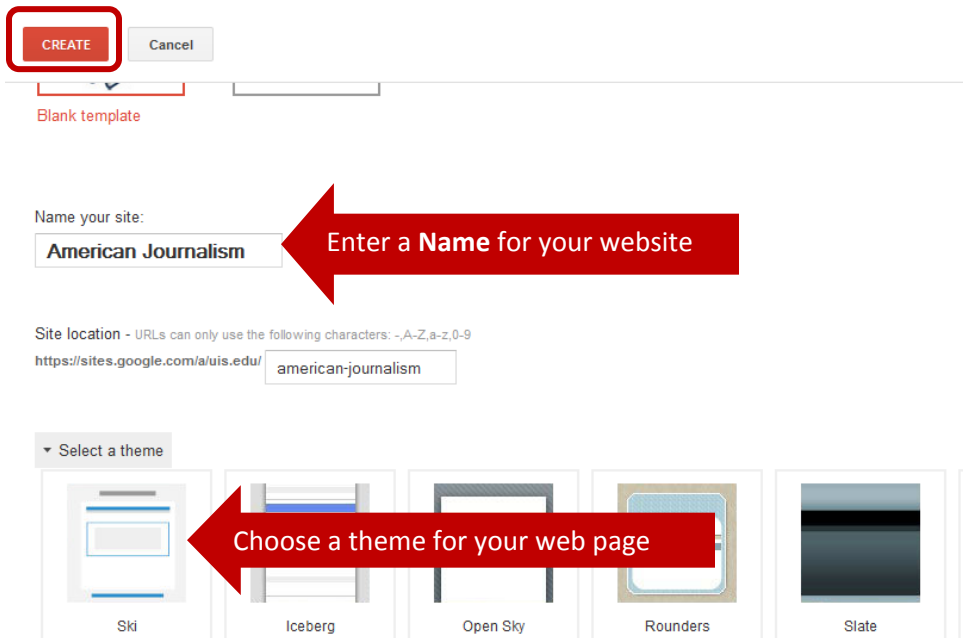 CREATE Cancel
Blank template
Name your site:
American Journalism
Enter a Name for your website
Site location - URLs can only use the following characters: -,A-Z,a-z,0-9
https://sites.google.com/a/uis.edu/ american-journalism
Select a theme
Choose a theme for your web page
Ski Iceberg Open Sky Rounders Slate